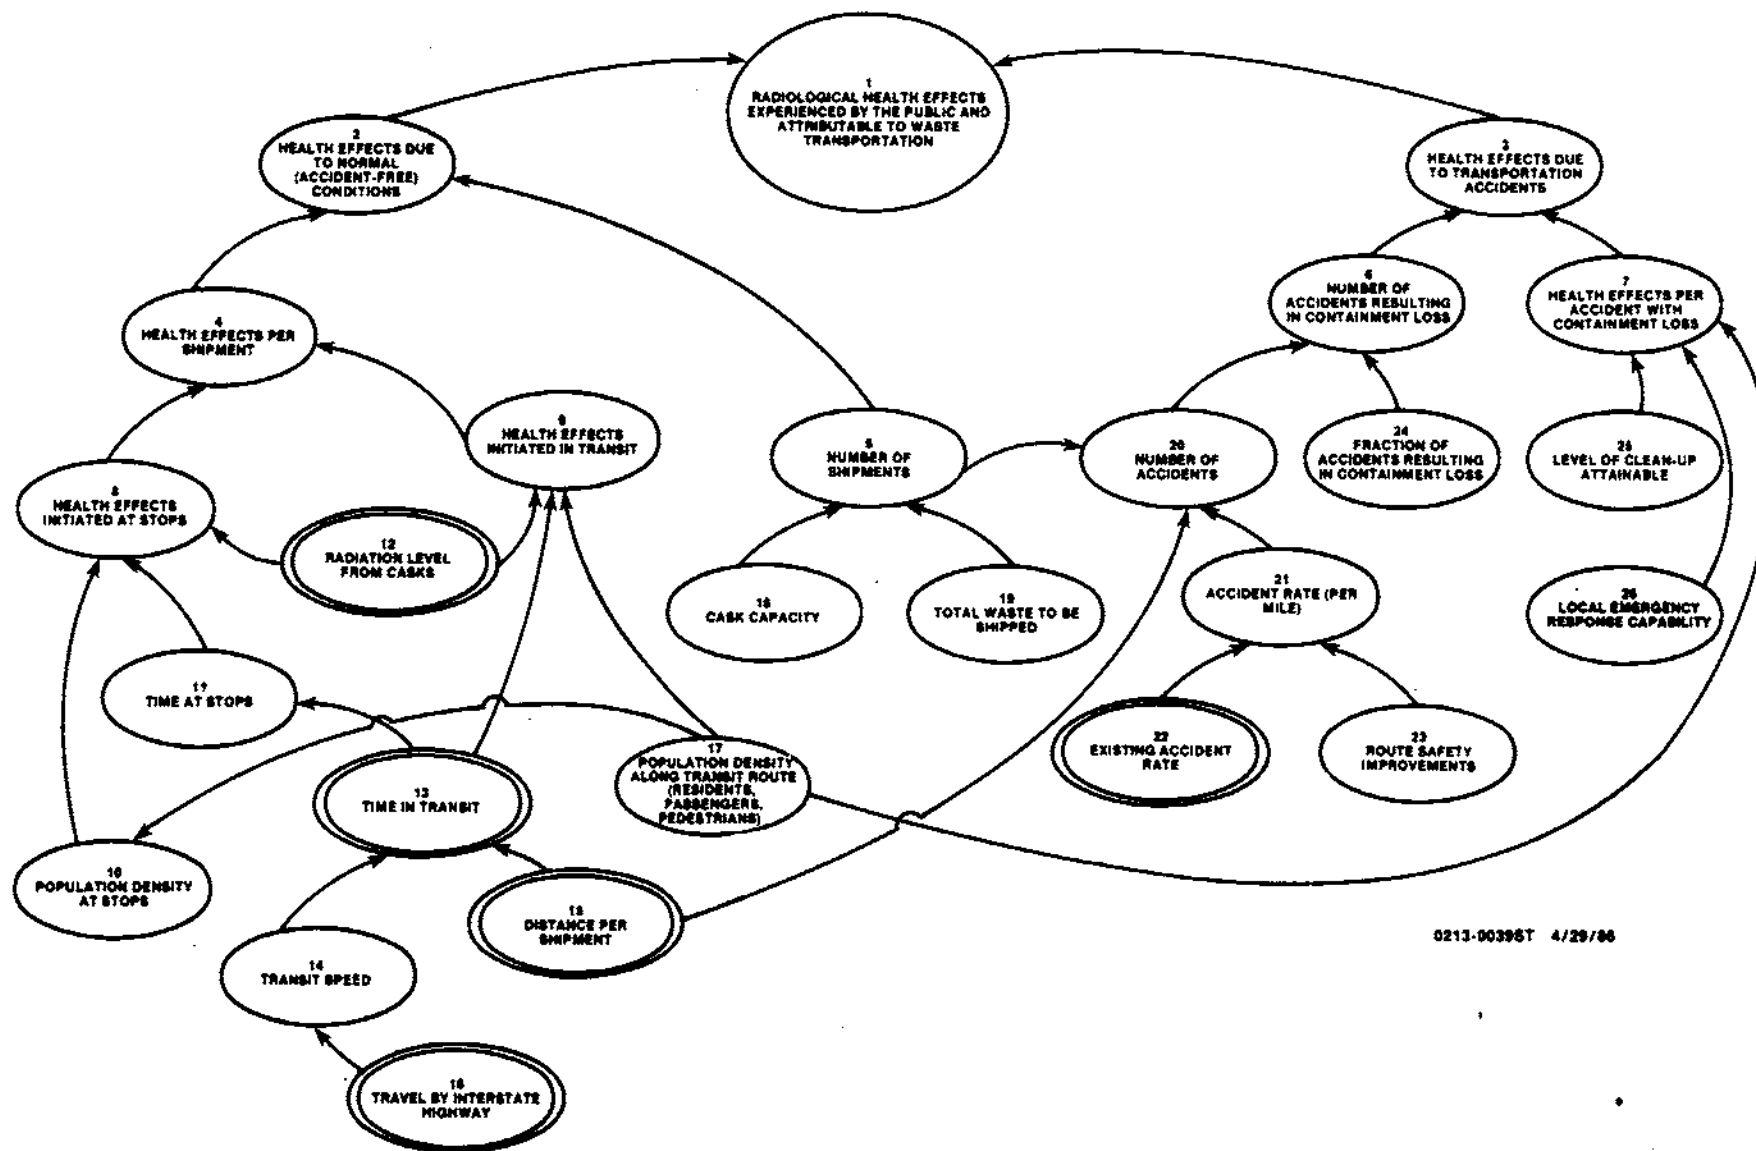 1
RADIOLOGICAL HEALTH EFFECTS
EXPERIENCED BY THE PUBLIC AND
ATTRIBUTABLE TO WASTE
TRANSPORTATION
2
HEALTH EFFECTS DUE
TO NORMAL
(ACCIDENT-FREE)
CONDITIONS
3
HEALTH EFFECTS DUE
TO TRANSPORTATION
ACCIDENTS
4
HEALTH EFFECTS PER
SHIPMENT
6
NUMBER OF
ACCIDENTS RESULTING
IN CONTAINMENT LOSS
7
HEALTH EFFECTS PER
ACCIDENT WITH
CONTAINMENT LOSS
HEALTH EFFECTS
INITIATED IN TRANSIT
5
NUMBER OF
SHIPMENTS
20
NUMBER OF
ACCIDENTS
24
FRACTION OF
ACCIDENTS RESULTING
IN CONTAINMENT LOSS
25
LEVEL OF CLEAN-UP
ATTAINABLE
8
HEALTH EFFECTS
INITIATED AT STOPS
12
RADIATION LEVEL
FROM CASKS
18
CASK CAPACITY
19
TOTAL WASTE TO BE
SHIPPED
21
ACCIDENT RATE (PER
MILE)
26
LOCAL EMERGENCY
RESPONSE CAPABILITY
11
TIME AT STOPS
13
TIME IN TRANSIT
17
POPULATION DENSITY
ALONG TRANSIT ROUTE
(RESIDENTS,
PASSENGERS,
PEDESTRIANS)
22
EXISTING ACCIDENT
RATE
23
ROUTE SAFETY
IMPROVEMENTS
10
POPULATION DENSITY
AT STOPS
DISTANCE PER
SHIPMENT
14
TRANSIT SPEED
TRAVEL BY INTERSTATE
HIGHWAY
0213-0039ST 4/29/86